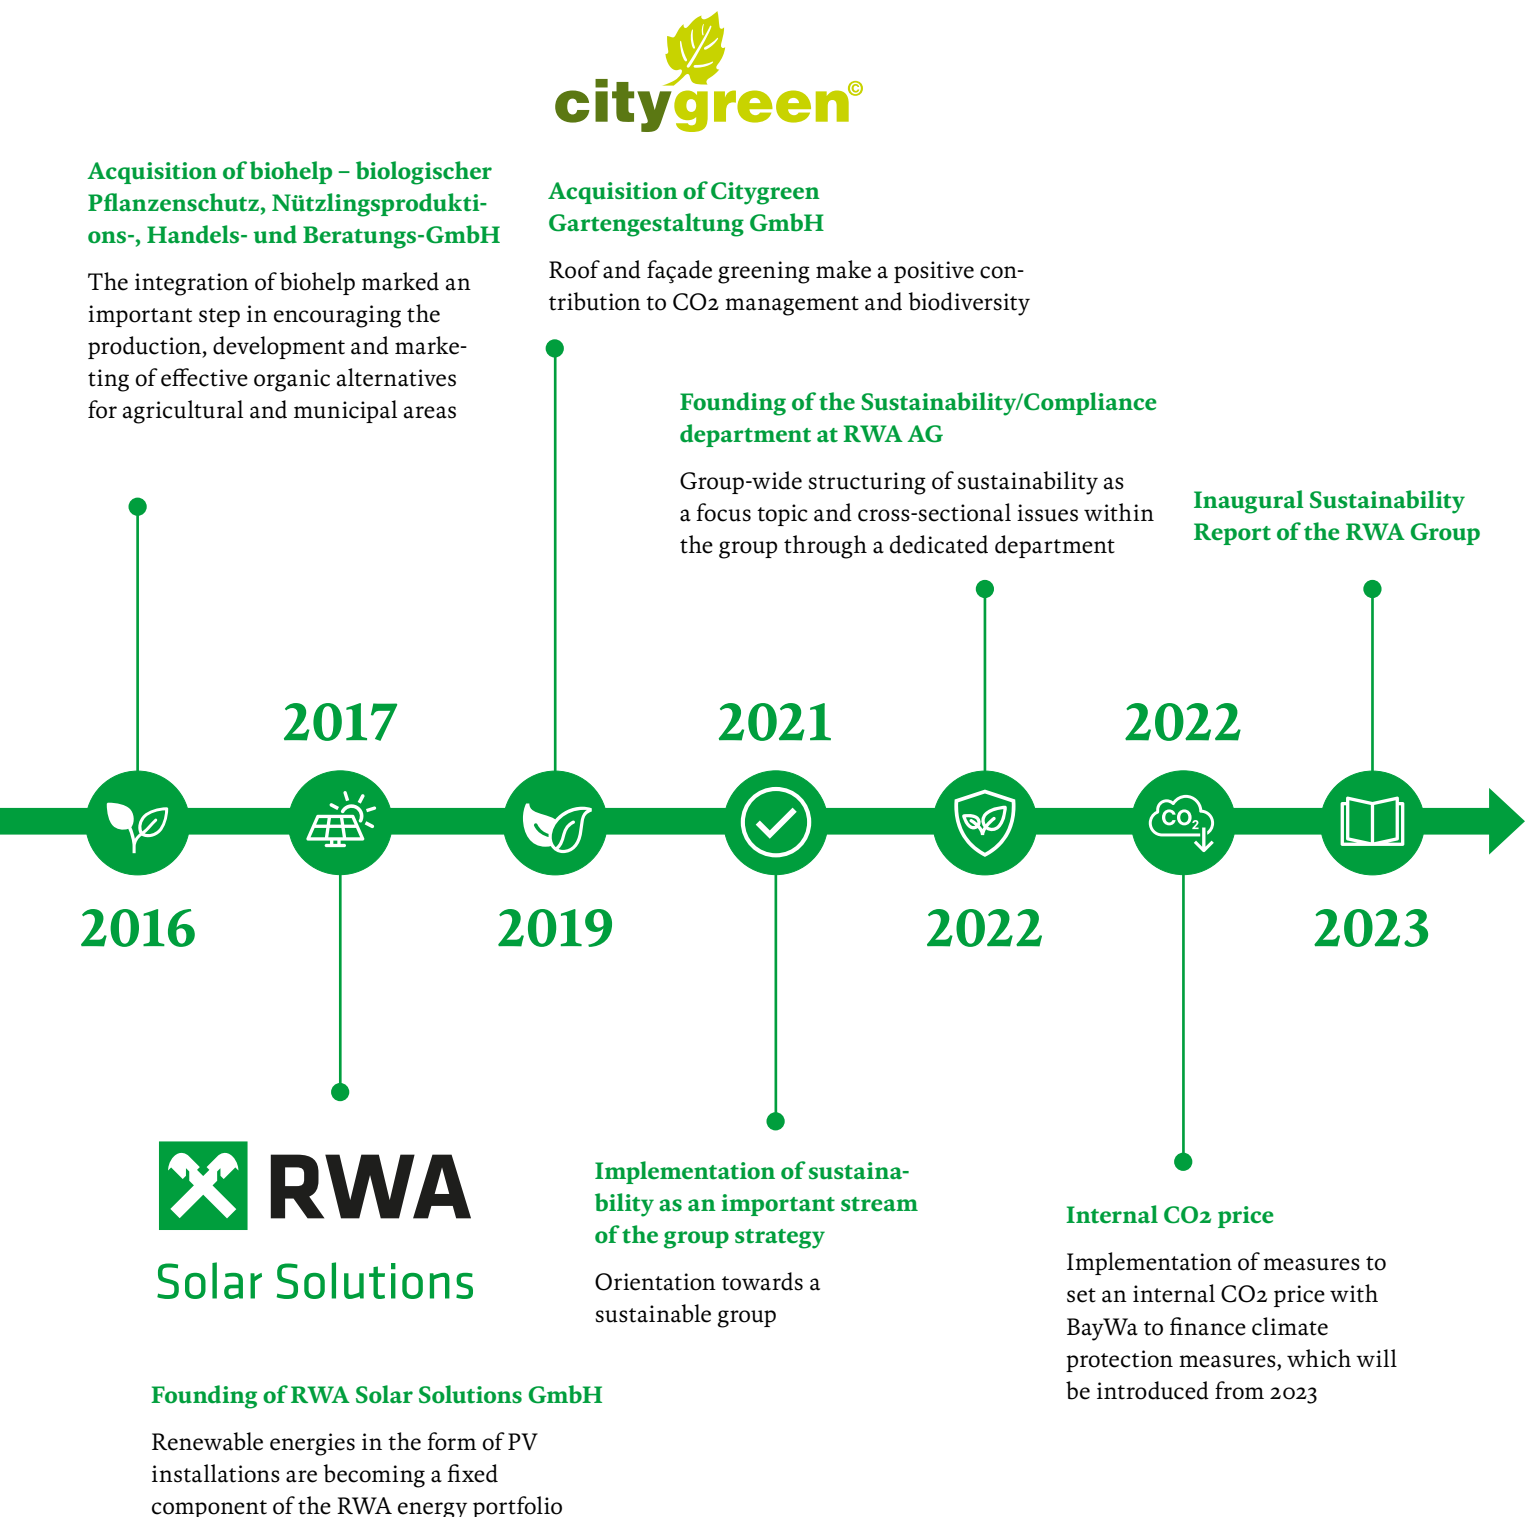 citygreen©
Acquisition of biohelp – biologischer
Pflanzenschutz, Nützlingsprodukti-
ons-, Handels- und Beratungs-GmbH
The integration of biohelp marked an
important step in encouraging the
production, development and marke-
ting of effective organic alternatives
for agricultural and municipal areas
Acquisition of Citygreen
Gartengestaltung GmbH
Roof and façade greening make a positive con-
tribution to CO2 management and biodiversity
Founding of the Sustainability/Compliance
department at RWA AG
Group-wide structuring of sustainability as
a focus topic and cross-sectional issues within
the group through a dedicated department
Inaugural Sustainability
Report of the RWA Group
2017
2021
2022
CO₂
2016
2019
2022
2023
RWA
Solar Solutions
Founding of RWA Solar Solutions GmbH
Renewable energies in the form of PV
installations are becoming a fixed
component of the RWA energy portfolio
Implementation of sustaina-
bility as an important stream
of the group strategy
Orientation towards a
sustainable group
Internal CO2 price
Implementation of measures to
set an internal CO2 price with
BayWa to finance climate
protection measures, which will
be introduced from 2023